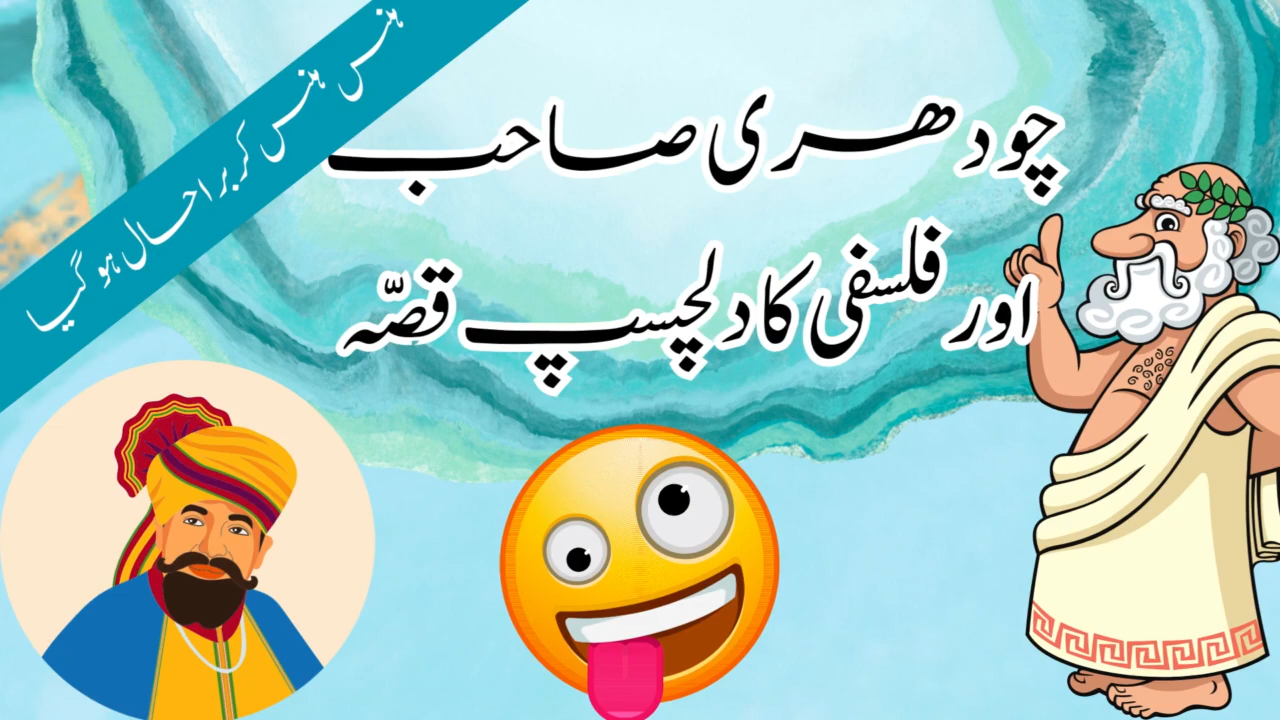 ہنس ہنس کر برا حال ہو گیا
چودھری صاحب
اور فلسفی کا دلچسپ قصّہ